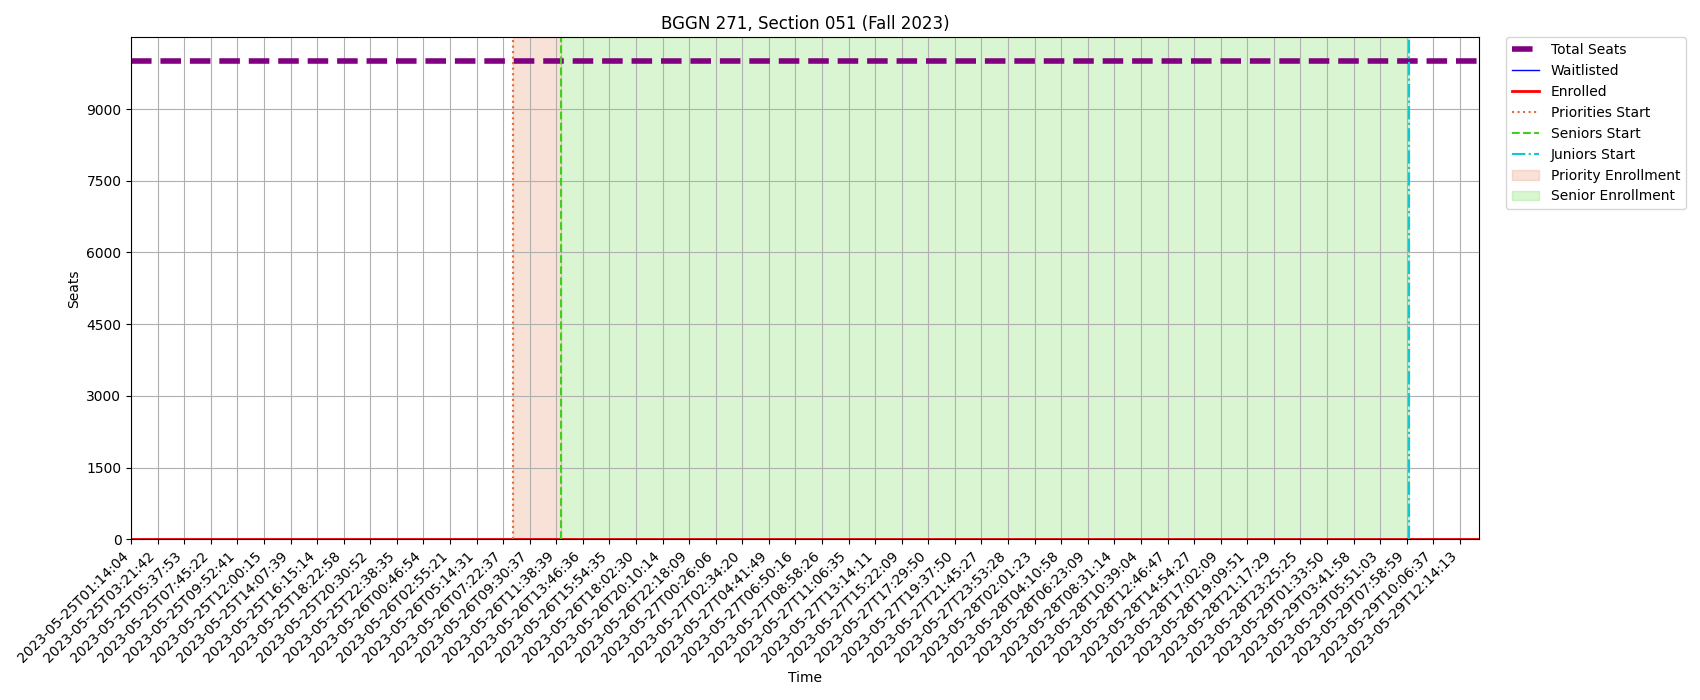 BGGN 271, Section 051 (Fall 2023)
Total Seats
Waitlisted
Enrolled
Priorities Start
Seniors Start
Juniors Start
Priority Enrollment
Senior Enrollment
Seats
9000
7500
6000
4500
3000
1500
0
2023-05-25T01:14:04
2023-05-25T03:21:42
2023-05-25T05:37:53
2023-05-25T07:45:22
2023-05-25T09:52:41
2023-05-25T12:00:15
2023-05-25T14:07:39
2023-05-25T16:15:14
2023-05-25T18:22:58
2023-05-25T20:30:52
2023-05-25T22:38:35
2023-05-26T00:46:54
2023-05-26T02:55:21
2023-05-26T05:14:31
2023-05-26T07:22:37
2023-05-26T09:30:37
2023-05-26T11:38:39
2023-05-26T13:46:36
2023-05-26T15:54:35
2023-05-26T18:02:30
2023-05-26T20:10:14
2023-05-26T22:18:09
2023-05-27T00:26:06
2023-05-27T02:34:20
2023-05-27T04:41:49
2023-05-27T06:50:16
2023-05-27T08:58:26
2023-05-27T11:06:35
2023-05-27T13:14:11
2023-05-27T15:22:09
2023-05-27T17:29:50
2023-05-27T19:37:50
2023-05-27T21:45:27
2023-05-27T23:53:28
2023-05-28T02:01:23
2023-05-28T04:10:58
2023-05-28T06:23:09
2023-05-28T08:31:14
2023-05-28T10:39:04
2023-05-28T12:46:47
2023-05-28T14:54:27
2023-05-28T17:02:09
2023-05-28T19:09:51
2023-05-28T21:17:29
2023-05-28T23:25:25
2023-05-29T01:33:50
2023-05-29T03:41:58
2023-05-29T05:51:03
2023-05-29T07:58:59
2023-05-29T10:06:37
2023-05-29T12:14:13
Time